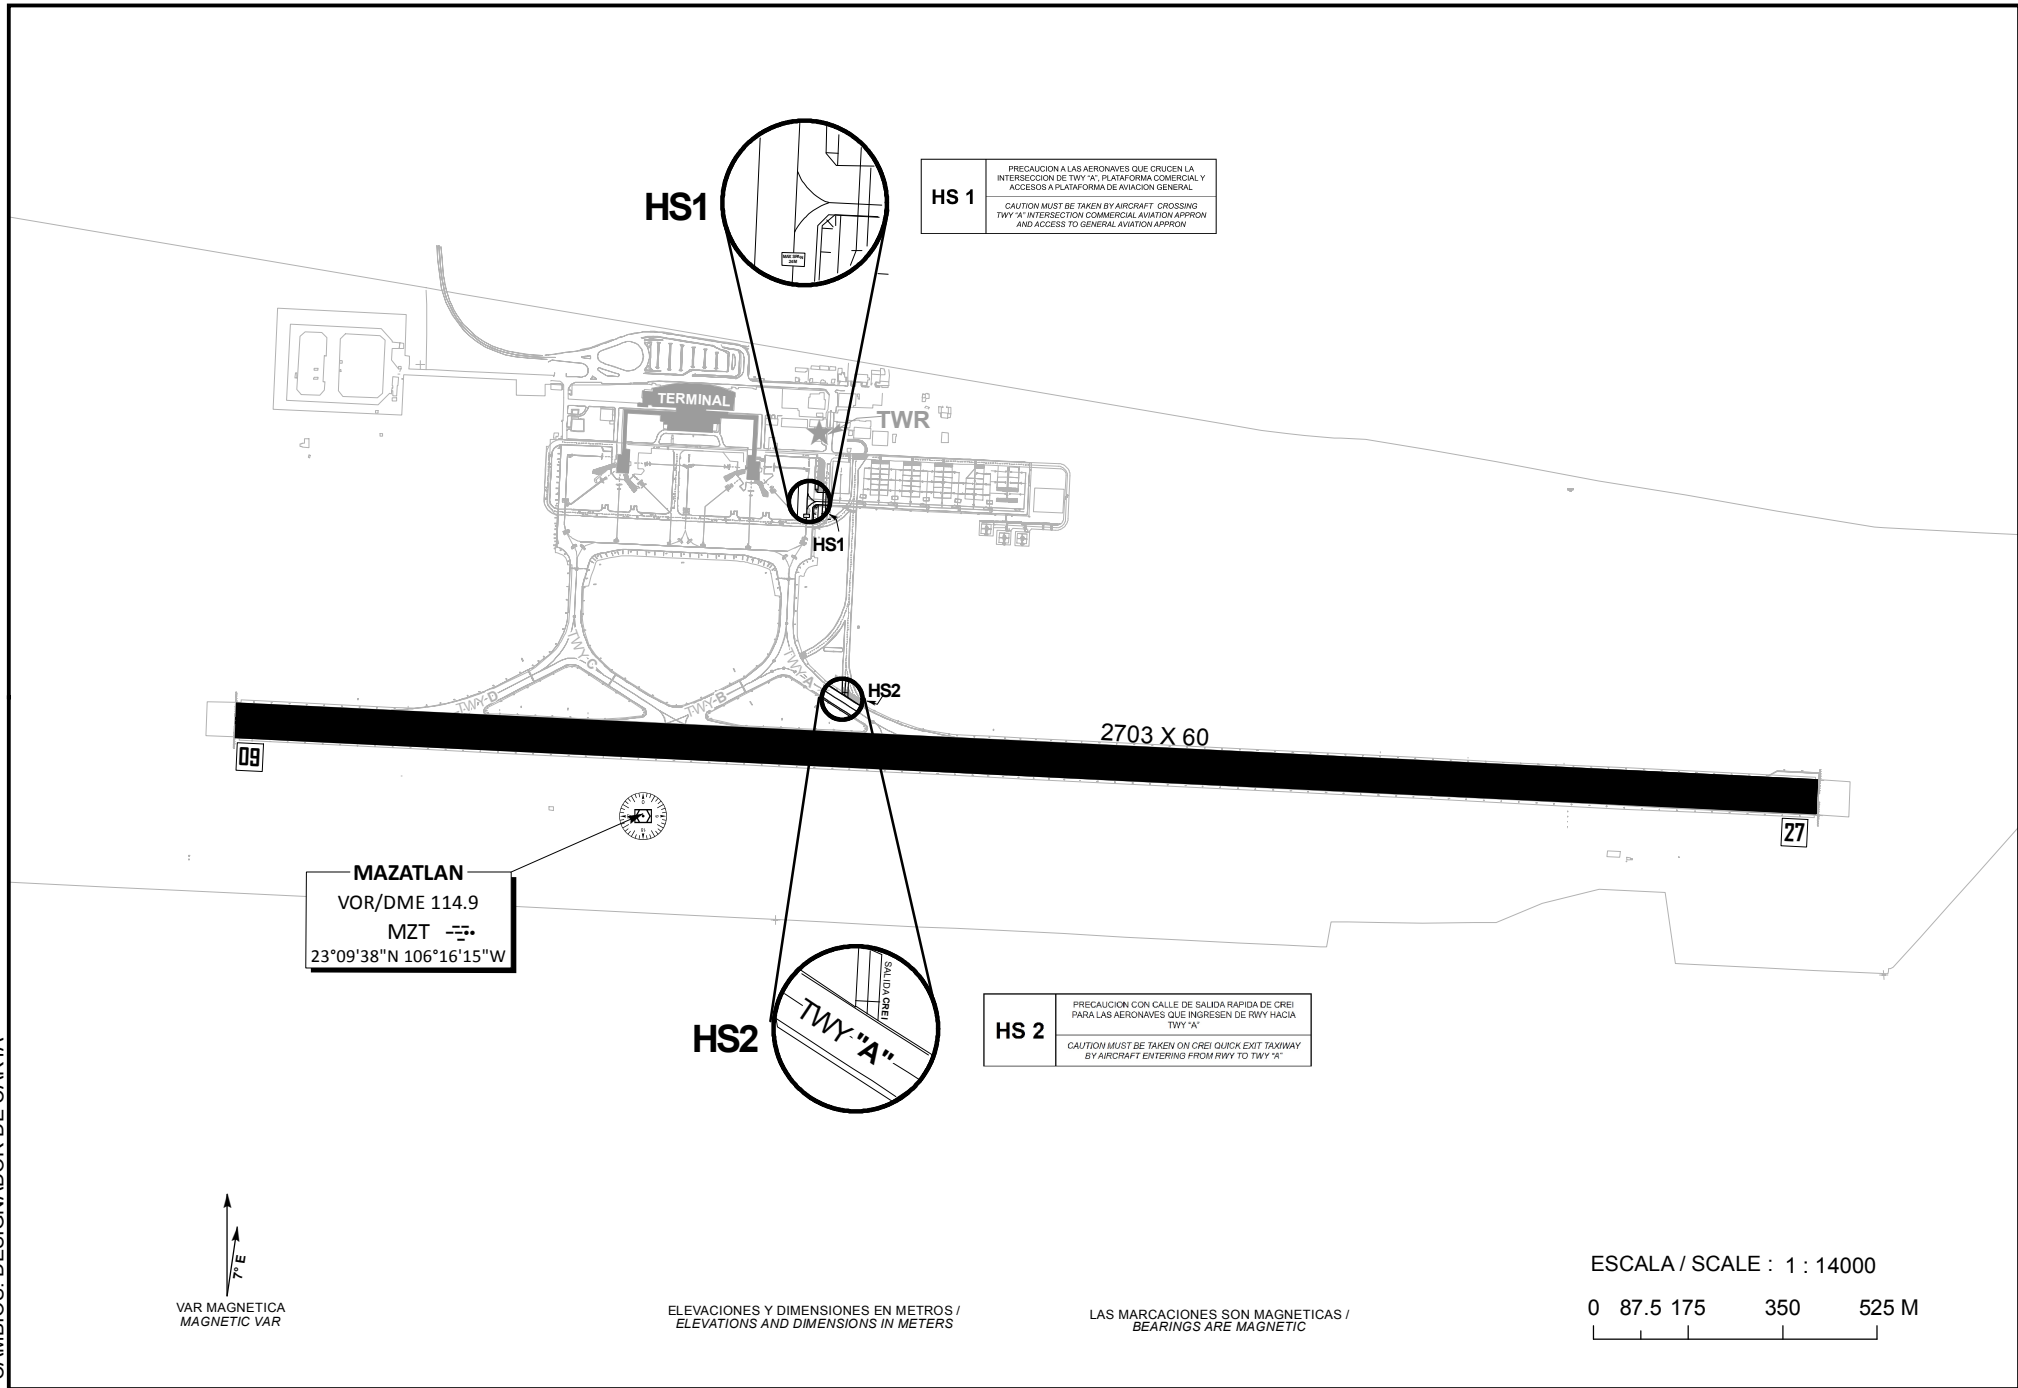 HS1
HS 1
PRECAUCION A LAS AERONAVES QUE CRUCEN LA
INTERSECCION DE TWY "A", PLATAFORMA COMERCIAL Y
ACCESOS A PLATAFORMA DE AVIACION GENERAL
CAUTION MUST BE TAKEN BY AIRCRAFT CROSSING
TWY "A" INTERSECTION COMMERCIAL AVIATION APPRON
AND ACCESS TO GENERAL AVIATION APPRON
TERMINAL
TWR
HS1
TWY-D
TWY-C
TWY-B
TWY-A
HS2
2703 X 60
09
27
MAZATLAN
VOR/DME 114.9
MZT
23°09'38"N 106°16'15"W
HS2
SALIDA CREI
TWY "A"
HS 2
PRECAUCION CON CALLE DE SALIDA RAPIDA DE CREI
PARA LAS AERONAVES QUE INGRESEN DE RWY HACIA
TWY "A"
CAUTION MUST BE TAKEN ON CREI QUICK EXIT TAXIWAY
BY AIRCRAFT ENTERING FROM RWY TO TWY "A"
7° E
VAR MAGNETICA
MAGNETIC VAR
ELEVACIONES Y DIMENSIONES EN METROS /
ELEVATIONS AND DIMENSIONS IN METERS
LAS MARCACIONES SON MAGNETICAS /
BEARINGS ARE MAGNETIC
ESCALA / SCALE : 1 : 14000
0 87.5 175 350 525 M